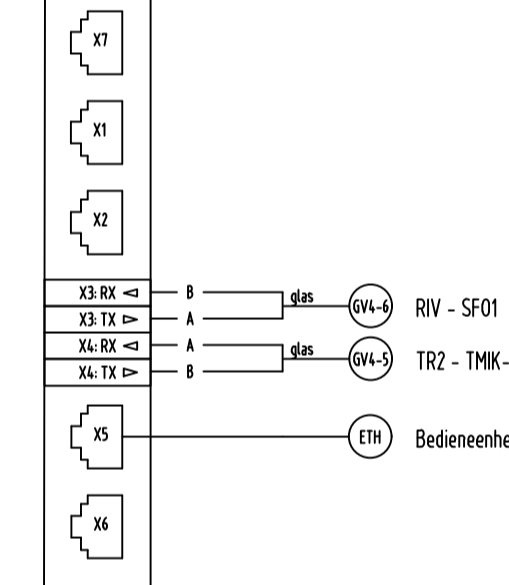 X7
X1
X2
X3: RX B glas GV4-6 RIV - SF01
X3: TX A
X4: RX A glas GV4-5 TR2 - TMIK-
X4: TX B
X5 ETH Bedieneenhe
X6